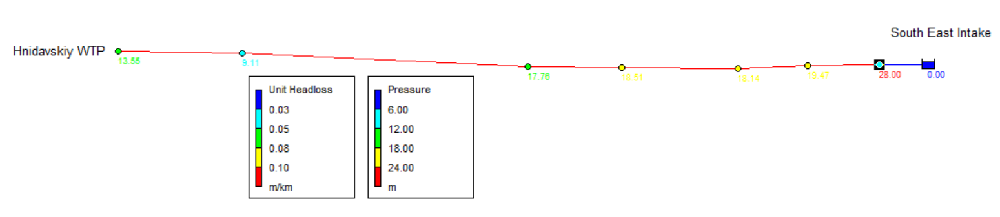 South East Intake
Hnidavskiy WTP
13.55
9.11
17.76
18.81
18.14
19.47
28.00
0.00
Unit Headloss
0.03
0.05
0.08
0.10
m/km
Pressure
6.00
12.00
18.00
24.00
m